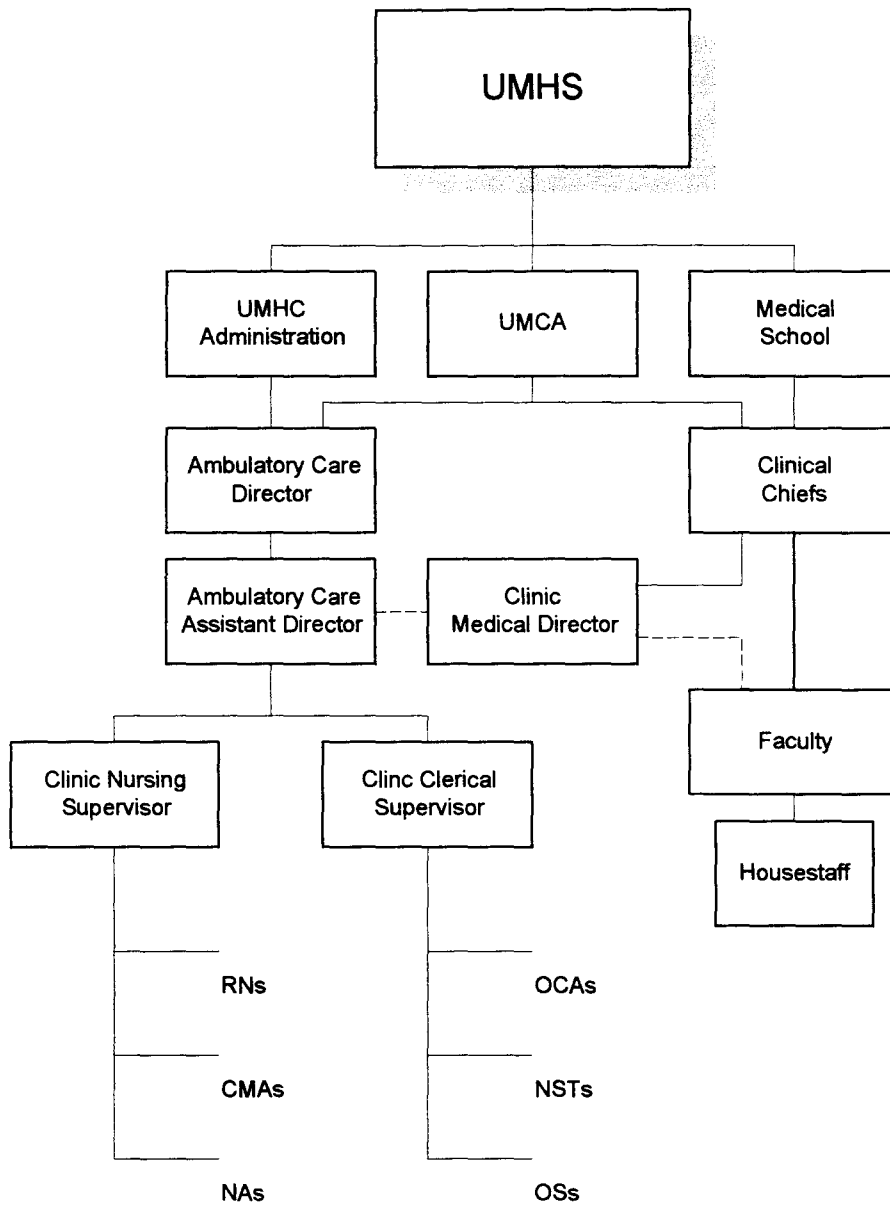 UMHS
UMHC
Administration
UMCA
Medical
School
Ambulatory Care
Director
Clinical
Chiefs
Ambulatory Care
Assistant Director
Clinic
Medical Director
Faculty
Clinic Nursing
Supervisor
Clinc Clerical
Supervisor
Housestaff
RNs
OCAs
CMAs
NSTs
NAs
OSs